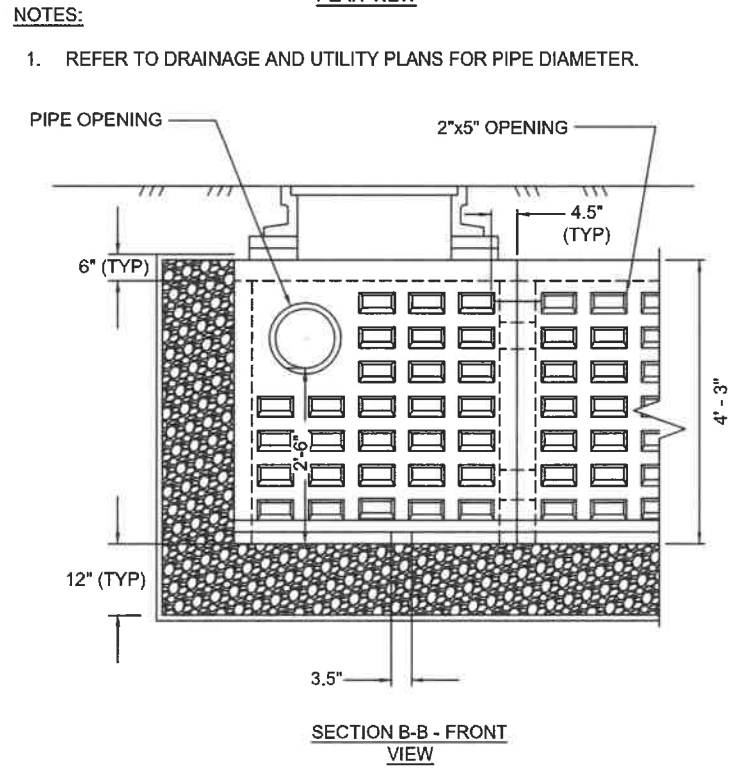 NOTES:
1. REFER TO DRAINAGE AND UTILITY PLANS FOR PIPE DIAMETER.
PIPE OPENING
2"x5" OPENING
4.5"
(TYP)
6" (TYP)
4' - 3"
2'-6"
12" (TYP)
3.5"
SECTION B-B - FRONT
VIEW